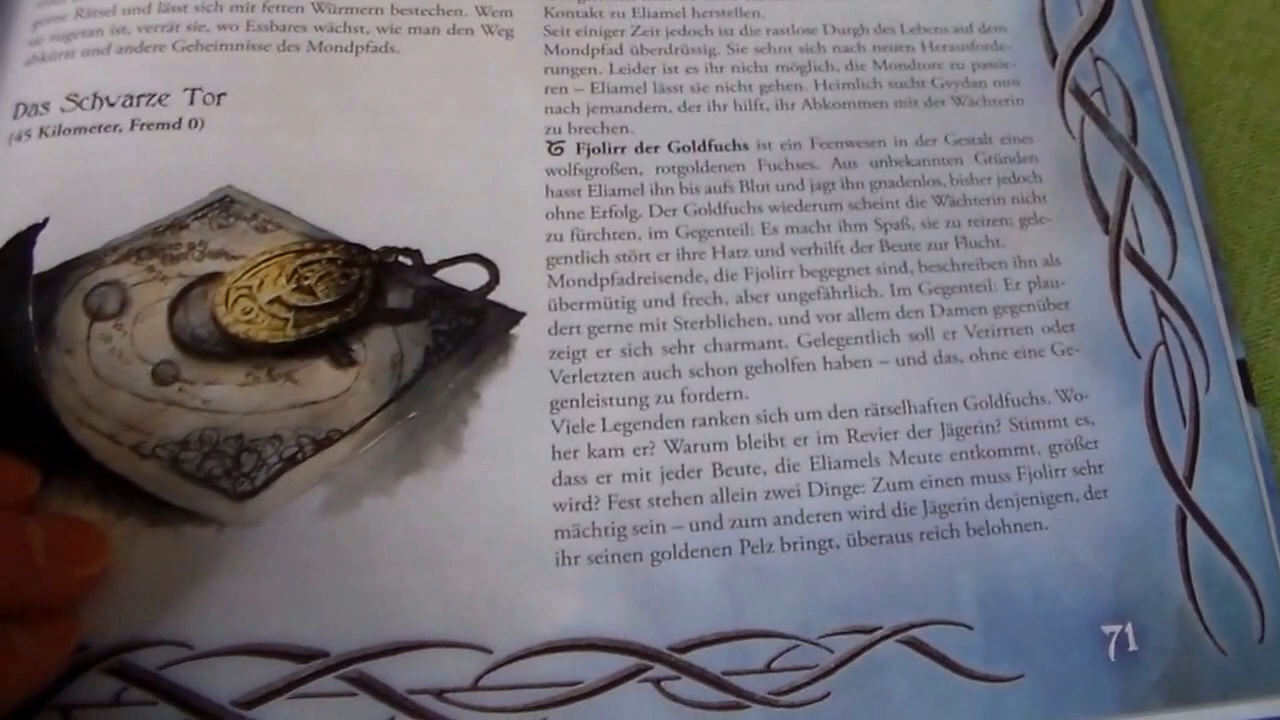 gerne Rätsel und lässt sich mit fetten Würmern bestechen. Wem
sie zugetan ist, verrät sie, wo Essbares wächst, wie man den Weg
abkürzt und andere Geheimnisse des Mondpfads.
Das Schwarze Tor
(45 Kilometer, Fremd 0)
Kontakt zu Eliamel herstellen.
Seit einiger Zeit jedoch ist die rastlose Durgh des Lebens auf dem
Mondpfad überdrüssig. Sie sehnt sich nach neuen Herausforde-
rungen. Leider ist es ihr nicht möglich, die Mondtore zu passie-
ren – Eliamel lässt sie nicht gehen. Heimlich sucht Gvydan nun
nach jemandem, der ihr hilft, ihr Abkommen mit der Wächterin
zu brechen.
Fjolirr der Goldfuchs ist ein Feenwesen in der Gestalt eines
wolfsgroßen, rotgoldenen Fuchses. Aus unbekannten Gründen
hasst Eliamel ihn bis aufs Blut und jagt ihn gnadenlos, bisher jedoch
ohne Erfolg. Der Goldfuchs wiederum scheint die Wächterin nicht
zu fürchten, im Gegenteil: Es macht ihm Spaß, sie zu reizen; gele-
gentlich stört er ihre Hatz und verhilft der Beute zur Flucht.
Mondpfadreisende, die Fjolirr begegnet sind, beschreiben ihn als
übermütig und frech, aber ungefährlich. Im Gegenteil: Er plau-
dert gerne mit Sterblichen, und vor allem den Damen gegenüber
zeigt er sich sehr charmant. Gelegentlich soll er Verirrten oder
Verletzten auch schon geholfen haben – und das, ohne eine Ge-
genleistung zu fordern.
Viele Legenden ranken sich um den rätselhaften Goldfuchs. Wo-
her kam er? Warum bleibt er im Revier der Jägerin? Stimmt es,
dass er mit jeder Beute, die Eliamels Meute entkommt, größer
wird? Fest stehen allein zwei Dinge: Zum einen muss Fjolirr sehr
mächtig sein – und zum anderen wird die Jägerin denjenigen, der
ihr seinen goldenen Pelz bringt, überaus reich belohnen.
71